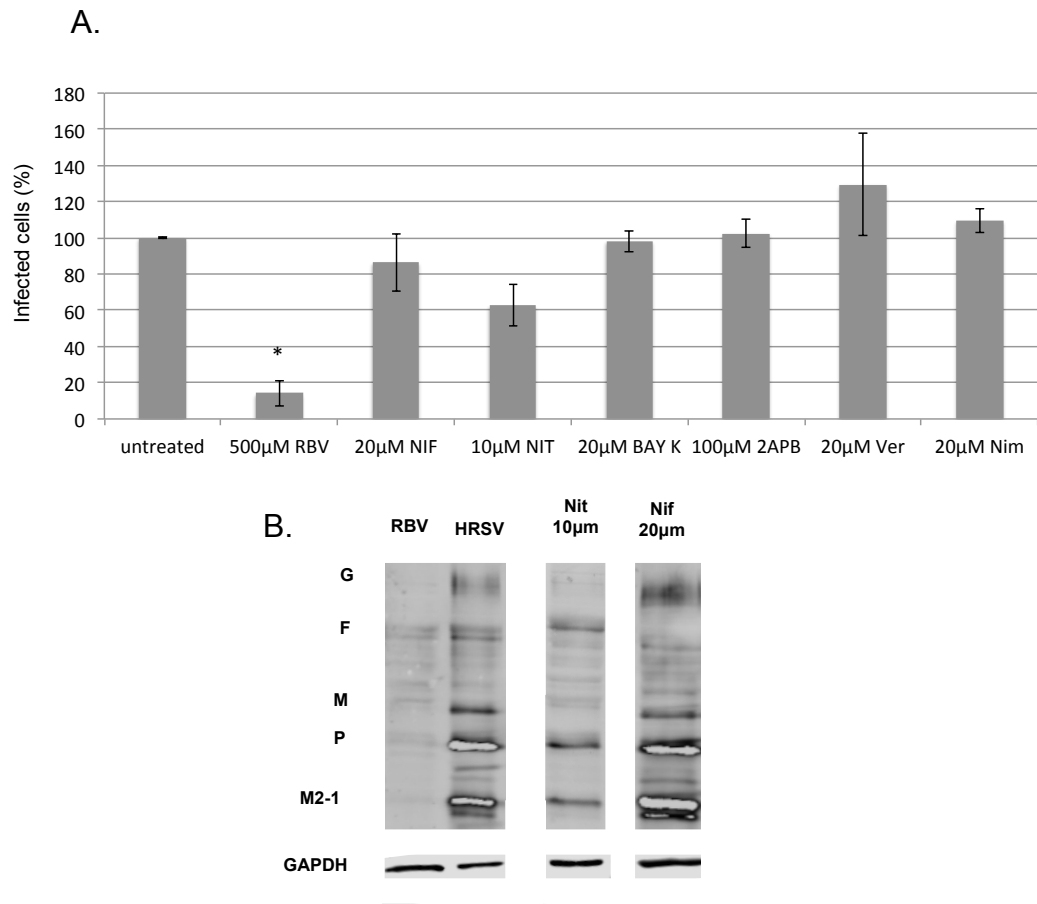 A.
Infected cells (%)
180
160
140
120
100
80
60
40
20
0
*
untreated 500µM RBV 20µM NIF 10µM NIT 20µM BAY K 100µM 2APB 20µM Ver 20µM Nim
B.
RBV HRSV Nit 10µm Nif 20µm
G
F
M
P
M2-1
GAPDH